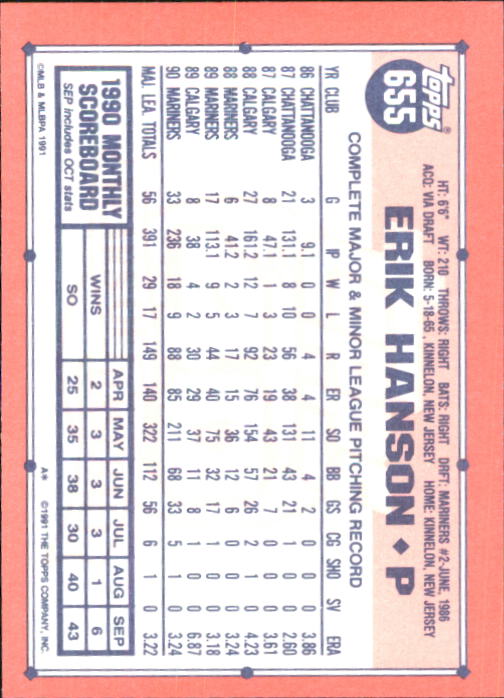 topps®
655
HT: 6'6" WT: 210 THROWS: RIGHT BATS: RIGHT DRFT: MARINERS #2-JUNE, 1986
ACQ: VIA DRAFT BORN: 5-18-65, KINNELON, NEW JERSEY HOME: KINNELON, NEW JERSEY
ERIK HANSON ♦ P
COMPLETE MAJOR & MINOR LEAGUE PITCHING RECORD
YR CLUB G IP W L R ER SO BB GS CG SHO SV ERA
86 CHATTANOOGA 3 9.1 0 0 4 4 11 4 2 0 0 0 3.86
87 CHATTANOOGA 21 131.1 8 10 56 38 131 43 21 1 0 0 2.60
87 CALGARY 8 47.1 1 3 23 19 43 21 7 0 0 0 3.61
88 CALGARY 27 161.2 12 7 92 76 154 57 26 2 1 0 4.23
88 MARINERS 6 41.2 2 3 17 15 36 12 6 0 0 0 3.24
89 MARINERS 17 113.1 9 5 44 40 75 32 17 1 0 0 3.18
89 CALGARY 8 38 4 2 30 29 37 11 8 1 0 0 6.87
90 MARINERS 33 236 18 9 88 85 211 68 33 5 1 0 3.24
MAJ. LEA. TOTALS 56 391 29 17 149 140 322 112 56 6 1 0 3.22
1990 MONTHLY
SCOREBOARD
SEP includes OCT stats
APR MAY JUN JUL AUG SEP
WINS 2 3 3 3 1 6
SO 25 35 38 30 40 43
©MLB & MLBPA 1991
A* ©1991 THE TOPPS COMPANY, INC.